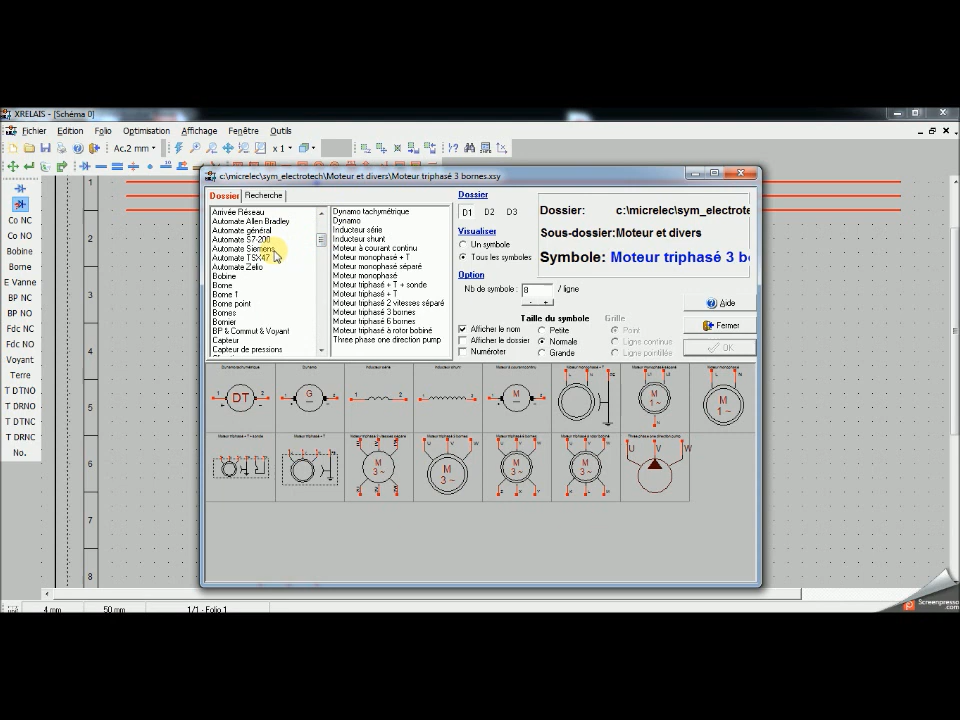 XRELAIS - [Schéma 0]
Fichier Edition Folio Optimisation Affichage Fenêtre Outils
Ac.2 mm x 1
c:\micrelec\sym_electrotech\Moteur et divers\Moteur triphasé 3 bornes.xsy
Dossier Recherche
Arrivée Réseau
Automate Allen Bradley
Automate général
Automate S7-200
Automate Siemens
Automate TSX47
Automate Zelio
Bobine
Borne
Borne 1
Borne point
Bornes
Bornier
BP & Commut & Voyant
Capteur
Capteur de pressions
Dynamo tachymétrique
Dynamo
Inducteur série
Inducteur shunt
Moteur à courant continu
Moteur monophasé + T
Moteur monophasé séparé
Moteur monophasé
Moteur triphasé + T + sonde
Moteur triphasé + T
Moteur triphasé 2 vitesses séparé
Moteur triphasé 3 bornes
Moteur triphasé 6 bornes
Moteur triphasé à rotor bobiné
Three phase one direction pump
Dossier
D1 D2 D3
Visualiser
Un symbole
Tous les symboles
Option
Nb de symbole : 8 / ligne
- +
Dossier: c:\micrelec\sym_electrote
Sous-dossier:Moteur et divers
Symbole: Moteur triphasé 3 bo
Afficher le nom
Afficher le dossier
Numéroter
Taille du symbole
Petite
Normale
Grande
Grille
Point
Ligne continue
Ligne pointillée
Aide
Fermer
OK
Co NC
Co NO
Bobine
Borne
E Vanne
BP NC
BP NO
Fdc NC
Fdc NO
Voyant
Terre
T DTNO
T DRNO
T DTNC
T DRNC
No.
1
2
3
4
5
6
7
8
DT
G
M
M
1 ~
M
1 ~
M
3 ~
U V W
M
3 ~
M
3 ~
M
3 ~
U V W
4 mm 50 mm 1/1 - Folio 1
Screenpresso
.com